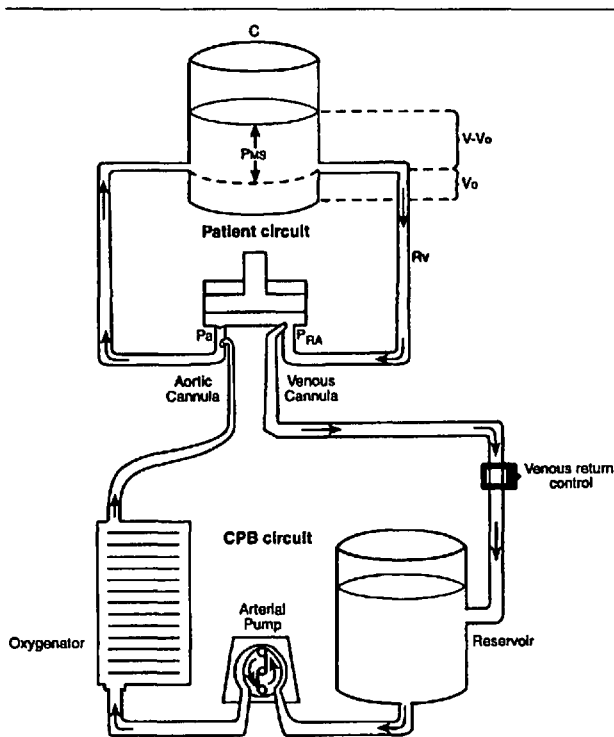 C
V-Vo
PMS
Vo
Patient circuit
Rv
Pa
PRA
Aortic
Cannula
Venous
Cannula
Venous return
control
CPB circuit
Arterial
Pump
Oxygenator
Reservoir